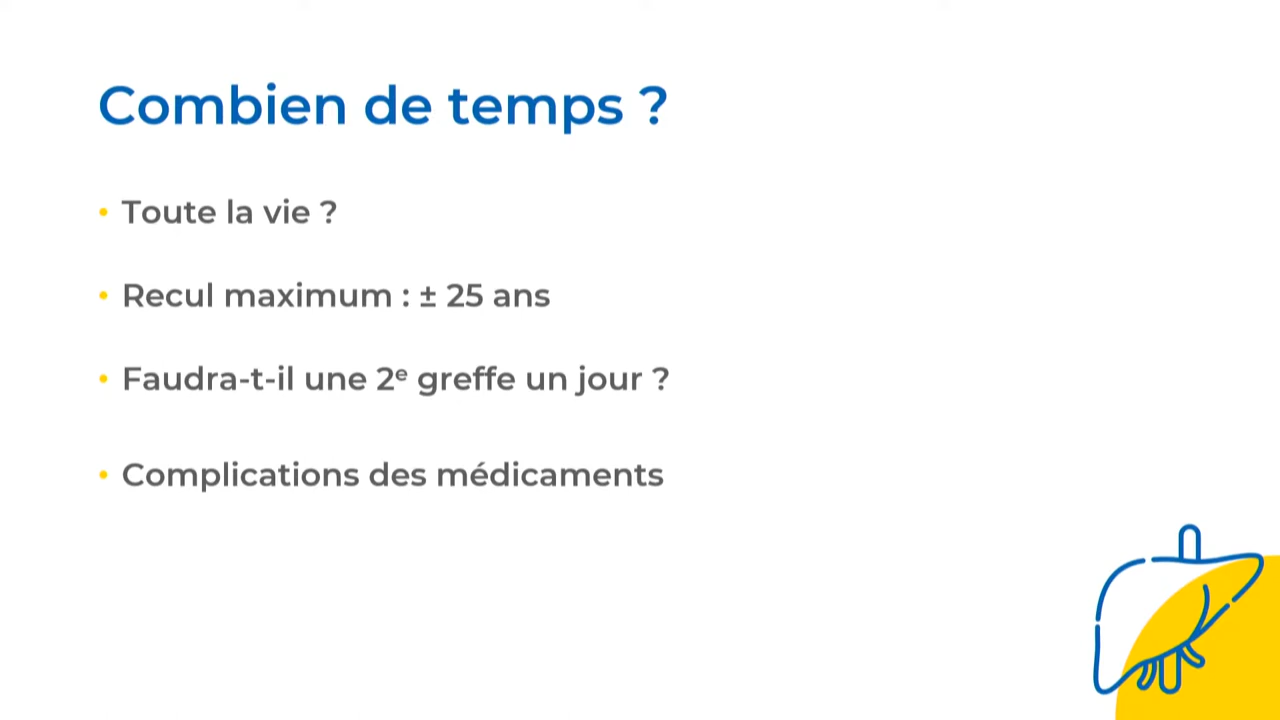 Combien de temps ?
• Toute la vie ?
• Recul maximum : ± 25 ans
• Faudra-t-il une 2ᵉ greffe un jour ?
• Complications des médicaments